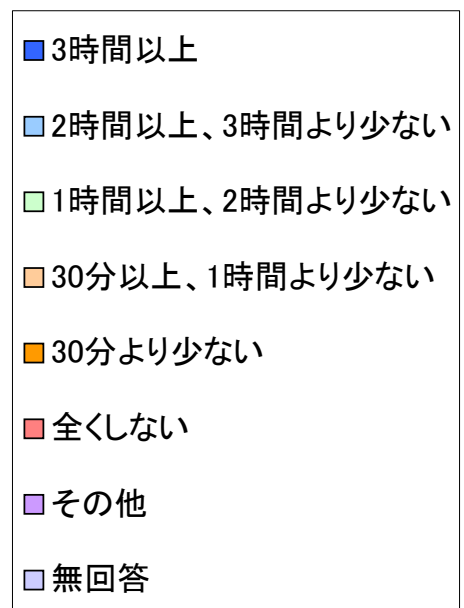 3時間以上
2時間以上、3時間より少ない
1時間以上、2時間より少ない
30分以上、1時間より少ない
30分より少ない
全くしない
その他
無回答